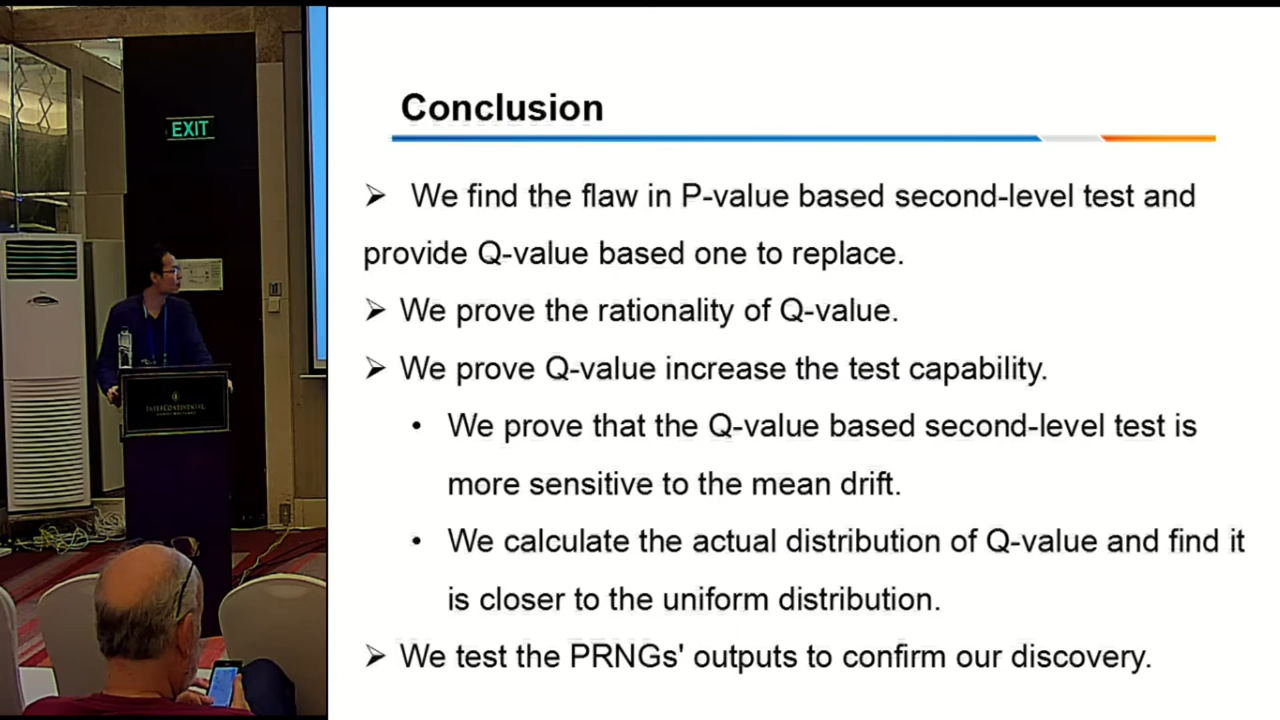 EXIT
INTERCONTINENTAL
Conclusion
➢ We find the flaw in P-value based second-level test and
provide Q-value based one to replace.
➢ We prove the rationality of Q-value.
➢ We prove Q-value increase the test capability.
• We prove that the Q-value based second-level test is
more sensitive to the mean drift.
• We calculate the actual distribution of Q-value and find it
is closer to the uniform distribution.
➢ We test the PRNGs' outputs to confirm our discovery.